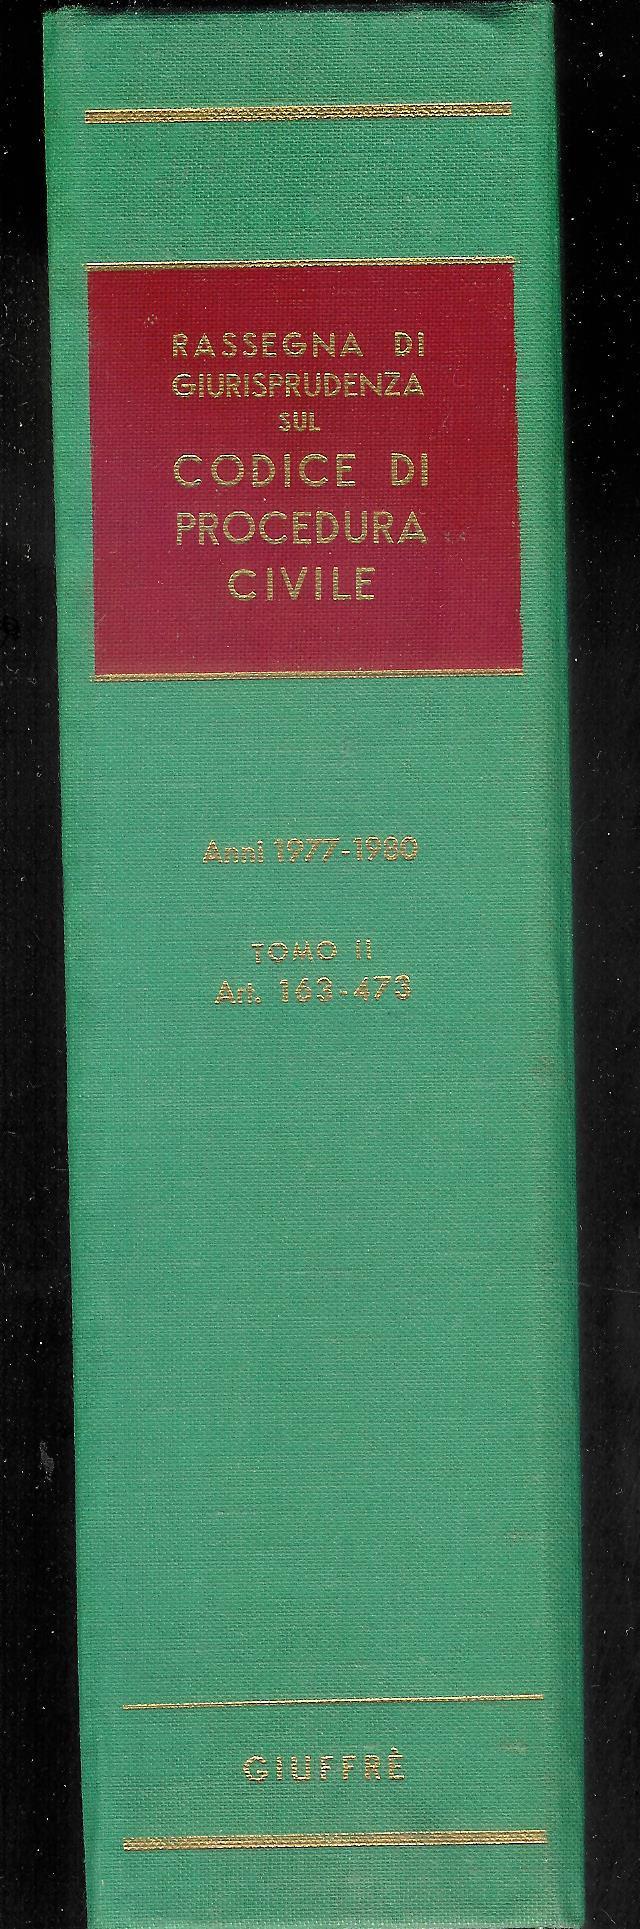 RASSEGNA DI
GIURISPRUDENZA
SUL
CODICE DI
PROCEDURA
CIVILE
Anni 1977-1980
TOMO II
Art. 163-473
GIUFFRÈ